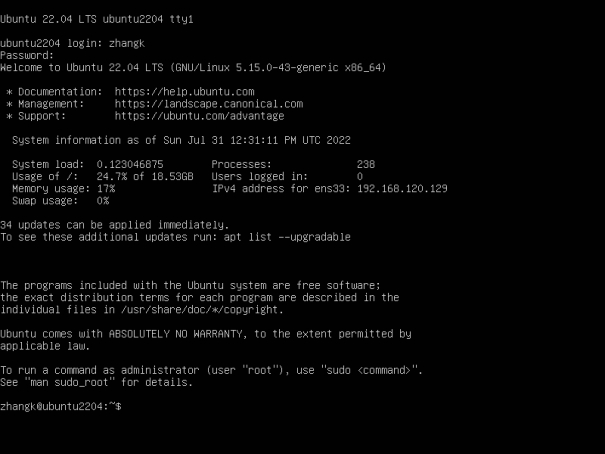 Ubuntu 22.04 LTS ubuntu2204 tty1
ubuntu2204 login: zhangk
Password:
Welcome to Ubuntu 22.04 LTS (GNU/Linux 5.15.0-43-generic x86_64)
* Documentation:  https://help.ubuntu.com
* Management:     https://landscape.canonical.com
* Support:        https://ubuntu.com/advantage
System information as of Sun Jul 31 12:31:11 PM UTC 2022
System load:  0.123046875        Processes:               238
Usage of /:   24.7% of 18.53GB   Users logged in:         0
Memory usage: 17%                IPv4 address for ens33: 192.168.120.129
Swap usage:   0%
34 updates can be applied immediately.
To see these additional updates run: apt list --upgradable
The programs included with the Ubuntu system are free software;
the exact distribution terms for each program are described in the
individual files in /usr/share/doc/*/copyright.
Ubuntu comes with ABSOLUTELY NO WARRANTY, to the extent permitted by
applicable law.
To run a command as administrator (user "root"), use "sudo <command>".
See "man sudo_root" for details.
zhangk@ubuntu2204:~$